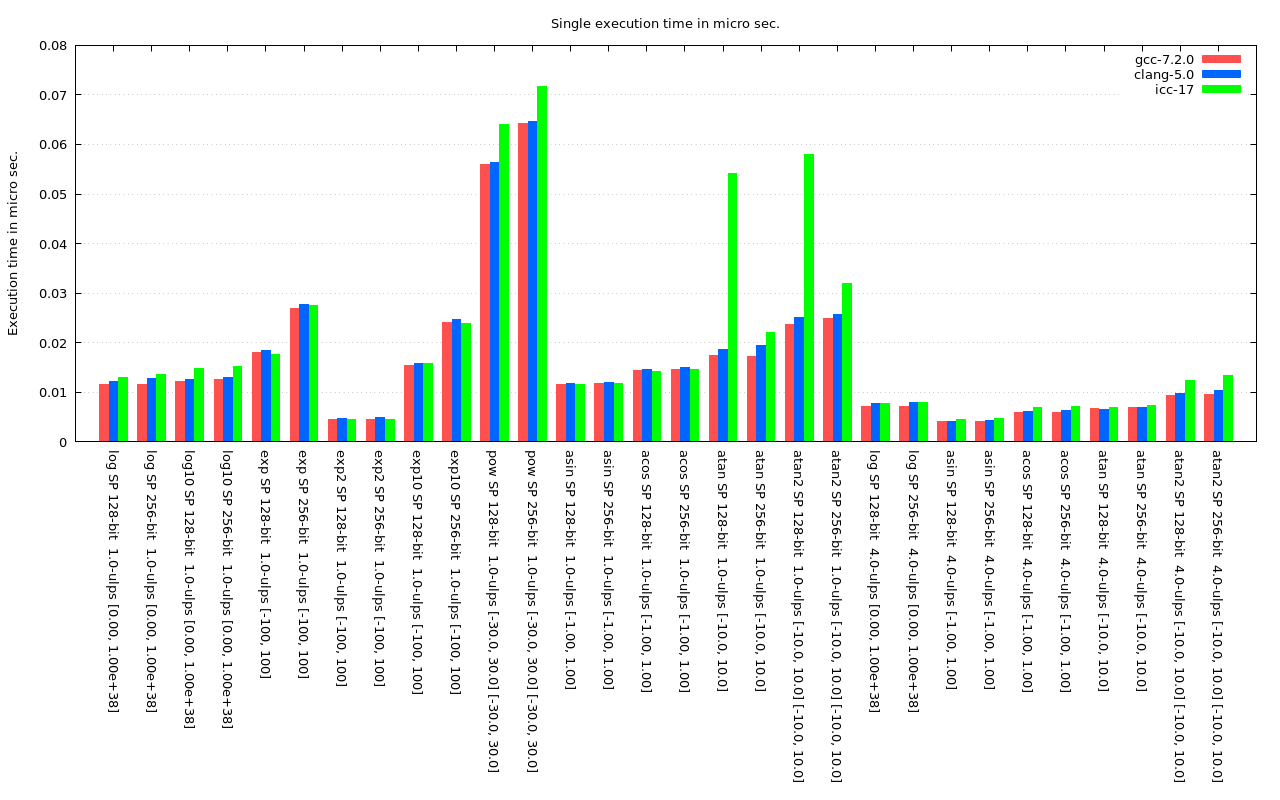 Single execution time in micro sec.
Execution time in micro sec.
0.08
0.07
0.06
0.05
0.04
0.03
0.02
0.01
0
gcc-7.2.0
clang-5.0
icc-17
log SP 128-bit  1.0-ulps [0.00, 1.00e+38]
log SP 256-bit  1.0-ulps [0.00, 1.00e+38]
log10 SP 128-bit  1.0-ulps [0.00, 1.00e+38]
log10 SP 256-bit  1.0-ulps [0.00, 1.00e+38]
exp SP 128-bit  1.0-ulps [-100, 100]
exp SP 256-bit  1.0-ulps [-100, 100]
exp2 SP 128-bit  1.0-ulps [-100, 100]
exp2 SP 256-bit  1.0-ulps [-100, 100]
exp10 SP 128-bit  1.0-ulps [-100, 100]
exp10 SP 256-bit  1.0-ulps [-100, 100]
pow SP 128-bit  1.0-ulps [-30.0, 30.0] [-30.0, 30.0]
pow SP 256-bit  1.0-ulps [-30.0, 30.0] [-30.0, 30.0]
asin SP 128-bit  1.0-ulps [-1.00, 1.00]
asin SP 256-bit  1.0-ulps [-1.00, 1.00]
acos SP 128-bit  1.0-ulps [-1.00, 1.00]
acos SP 256-bit  1.0-ulps [-1.00, 1.00]
atan SP 128-bit  1.0-ulps [-10.0, 10.0]
atan SP 256-bit  1.0-ulps [-10.0, 10.0]
atan2 SP 128-bit  1.0-ulps [-10.0, 10.0] [-10.0, 10.0]
atan2 SP 256-bit  1.0-ulps [-10.0, 10.0] [-10.0, 10.0]
log SP 128-bit  4.0-ulps [0.00, 1.00e+38]
log SP 256-bit  4.0-ulps [0.00, 1.00e+38]
asin SP 128-bit  4.0-ulps [-1.00, 1.00]
asin SP 256-bit  4.0-ulps [-1.00, 1.00]
acos SP 128-bit  4.0-ulps [-1.00, 1.00]
acos SP 256-bit  4.0-ulps [-1.00, 1.00]
atan SP 128-bit  4.0-ulps [-10.0, 10.0]
atan SP 256-bit  4.0-ulps [-10.0, 10.0]
atan2 SP 128-bit  4.0-ulps [-10.0, 10.0] [-10.0, 10.0]
atan2 SP 256-bit  4.0-ulps [-10.0, 10.0] [-10.0, 10.0]